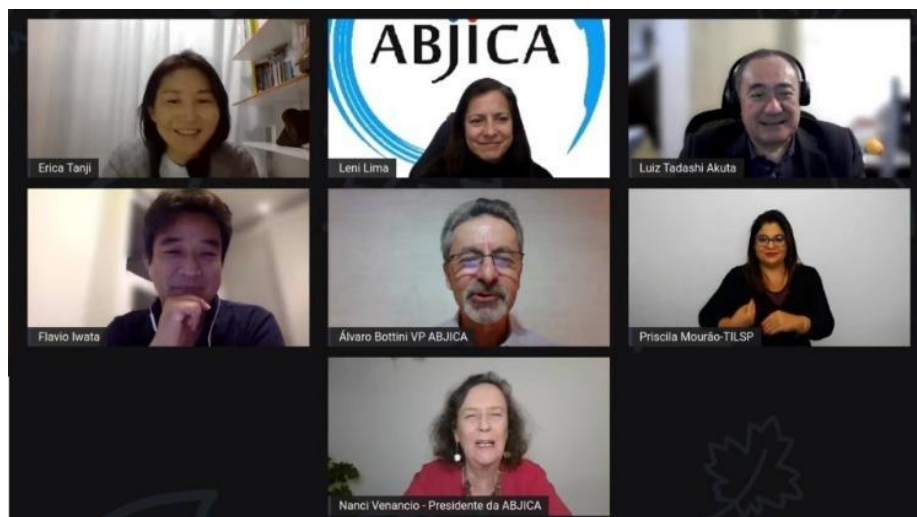 ABJICA
Erica Tanji
Leni Lima
Luiz Tadashi Akuta
Flavio Iwata
Álvaro Bottini VP ABJICA
Priscila Mourão-TILSP
Nanci Venancio - Presidente da ABJICA